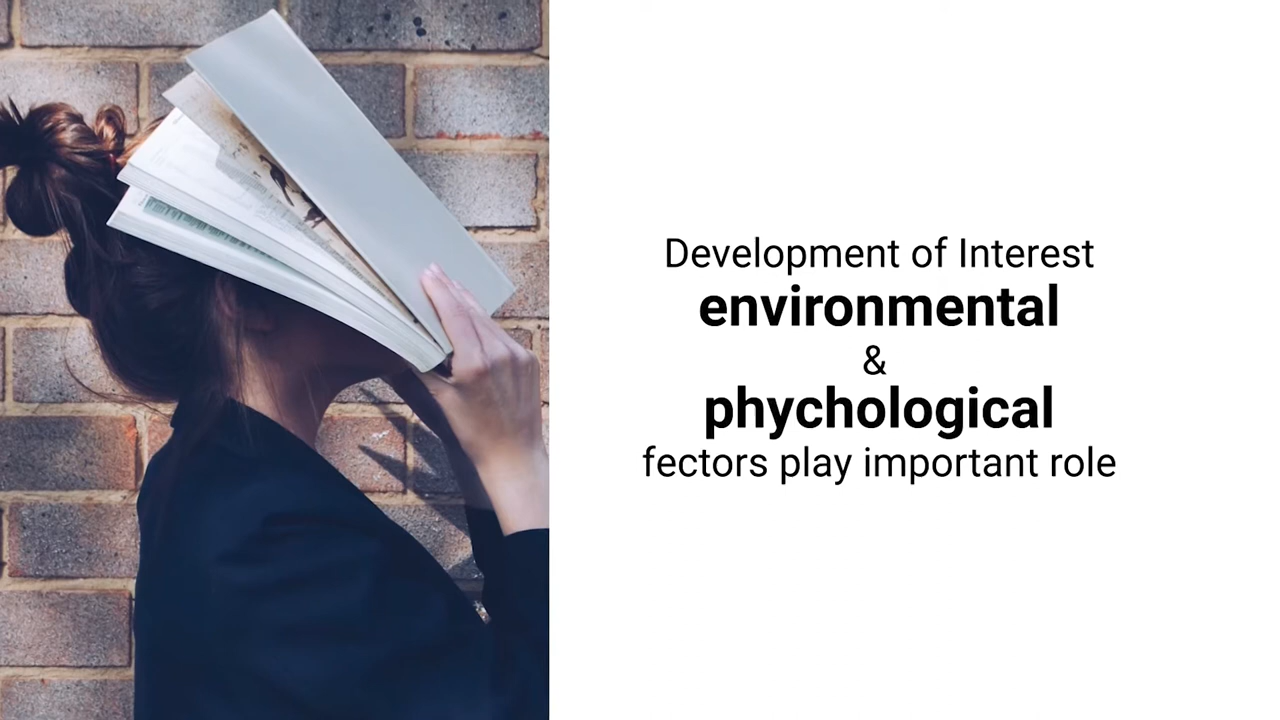 Development of Interest
environmental
&
phychological
fectors play important role